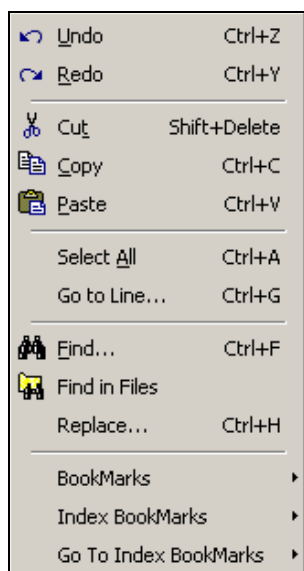 Undo Ctrl+Z
Redo Ctrl+Y
Cut Shift+Delete
Copy Ctrl+C
Paste Ctrl+V
Select All Ctrl+A
Go to Line... Ctrl+G
Find... Ctrl+F
Find in Files
Replace... Ctrl+H
BookMarks
Index BookMarks
Go To Index BookMarks